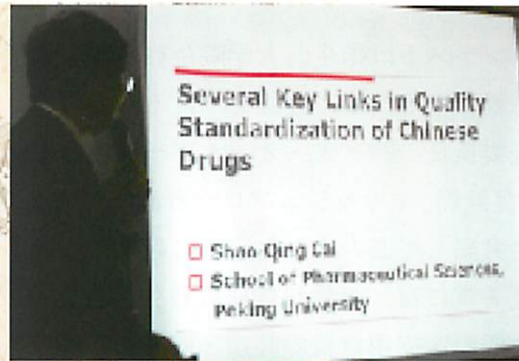 Several Key Links in Quality
Standardization of Chinese
Drugs
Shao-Qing Cai
School of Pharmaceutical Sciences,
Peking University